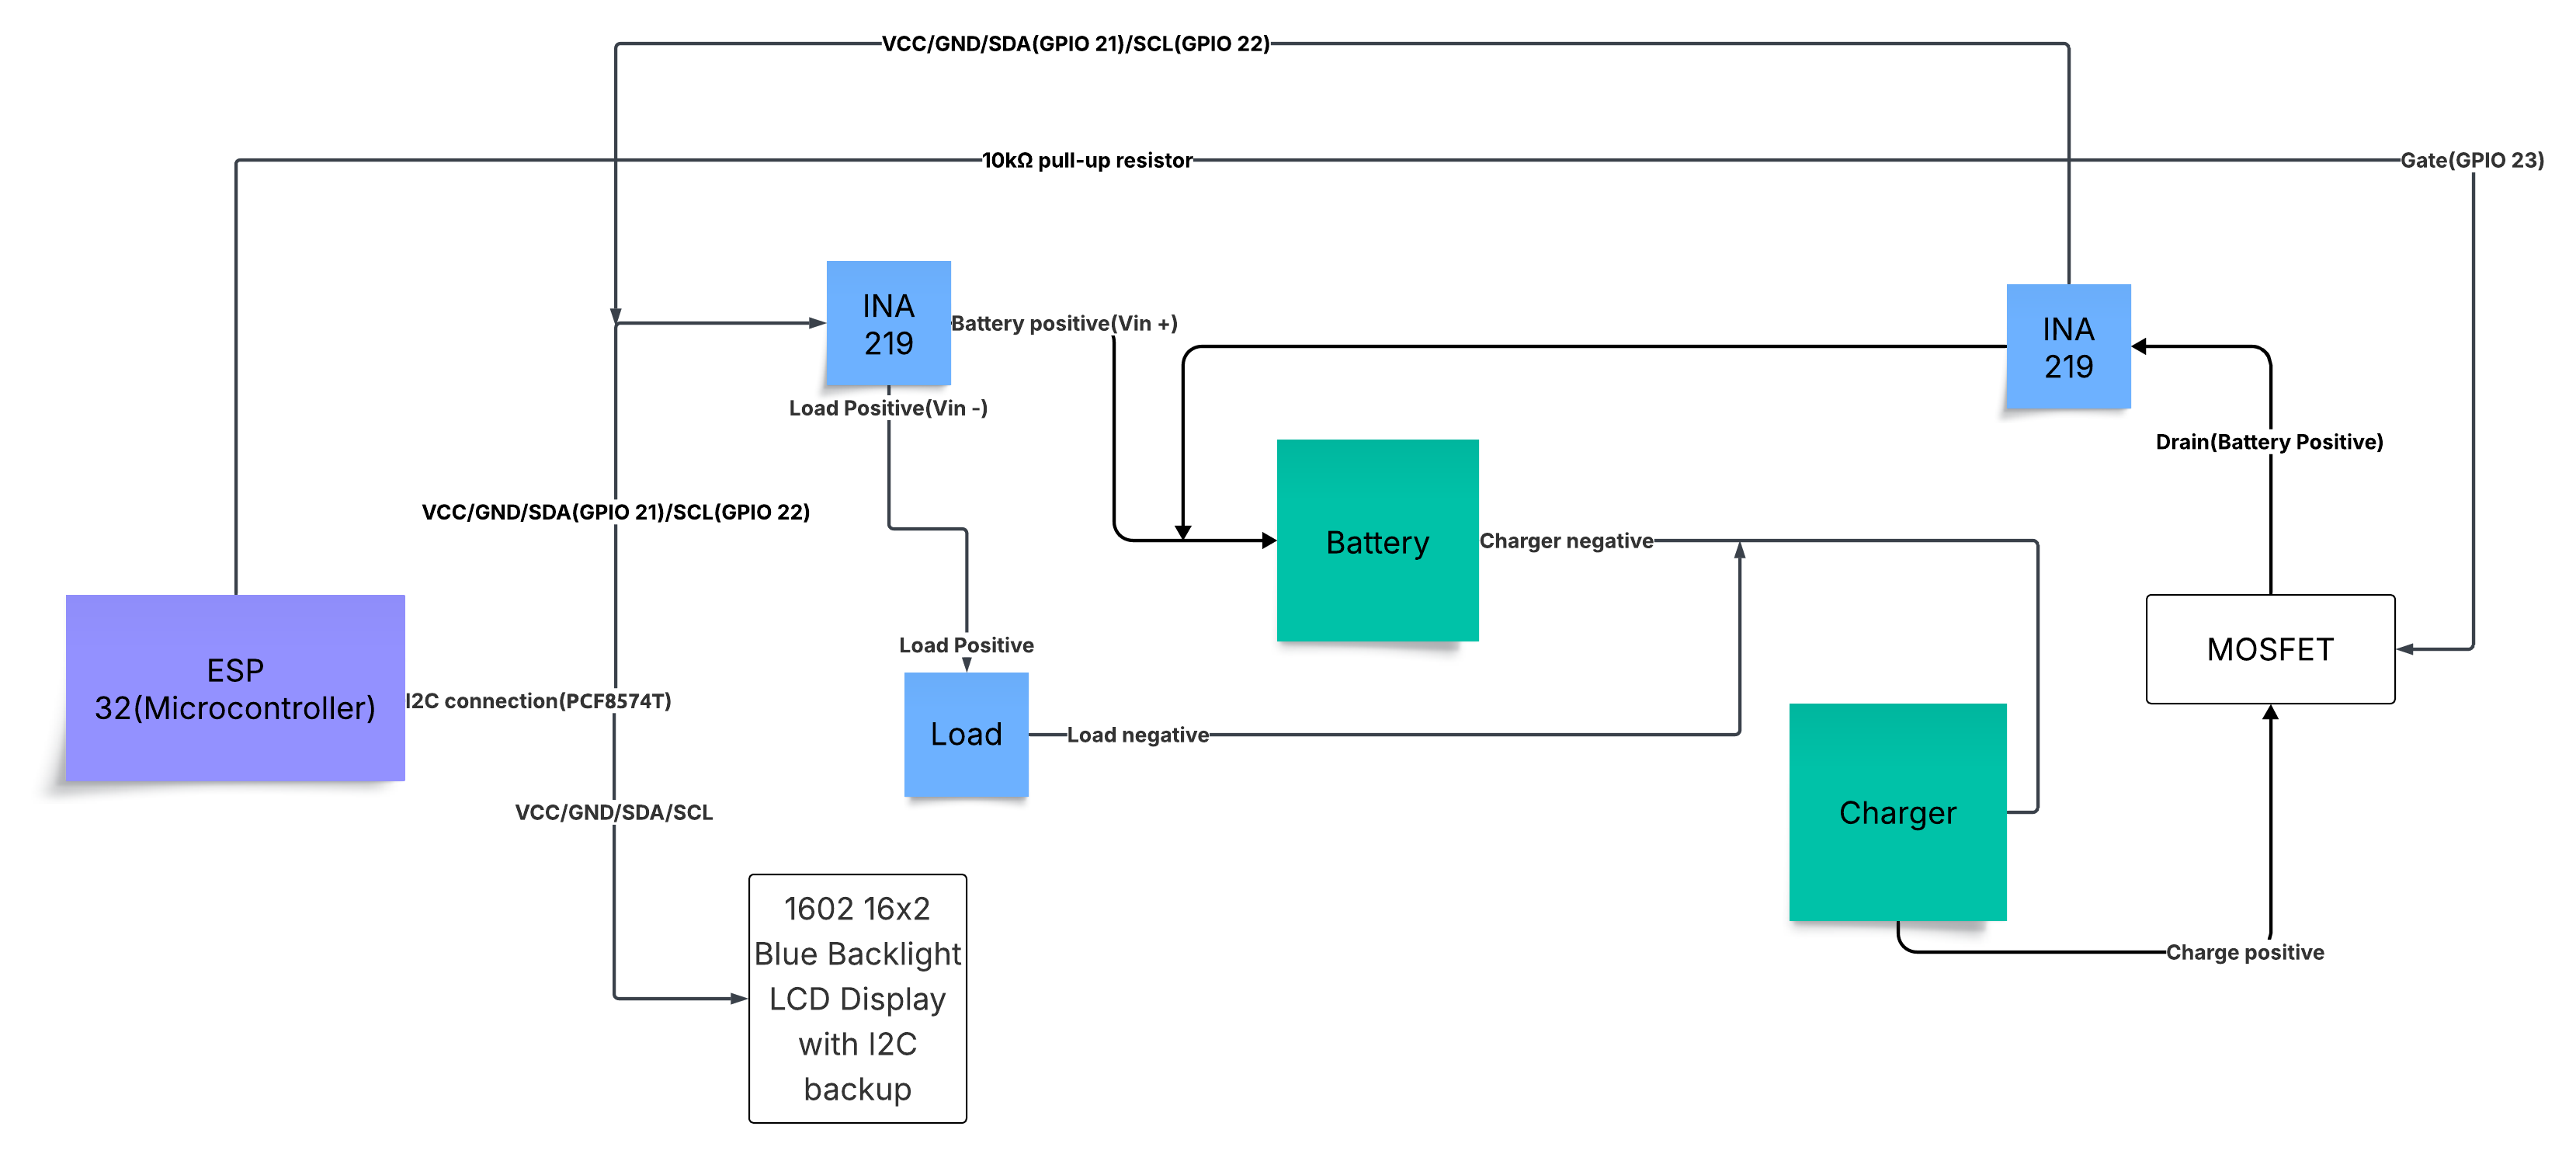 VCC/GND/SDA(GPIO 21)/SCL(GPIO 22)
10kΩ pull-up resistor
Gate(GPIO 23)
INA
219
Battery positive(Vin +)
INA
219
Load Positive(Vin -)
Drain(Battery Positive)
VCC/GND/SDA(GPIO 21)/SCL(GPIO 22)
Battery
Charger negative
Load Positive
MOSFET
ESP
32(Microcontroller)
I2C connection(PCF8574T)
Load
Load negative
VCC/GND/SDA/SCL
Charger
1602 16x2
Blue Backlight
LCD Display
with I2C
backup
Charge positive